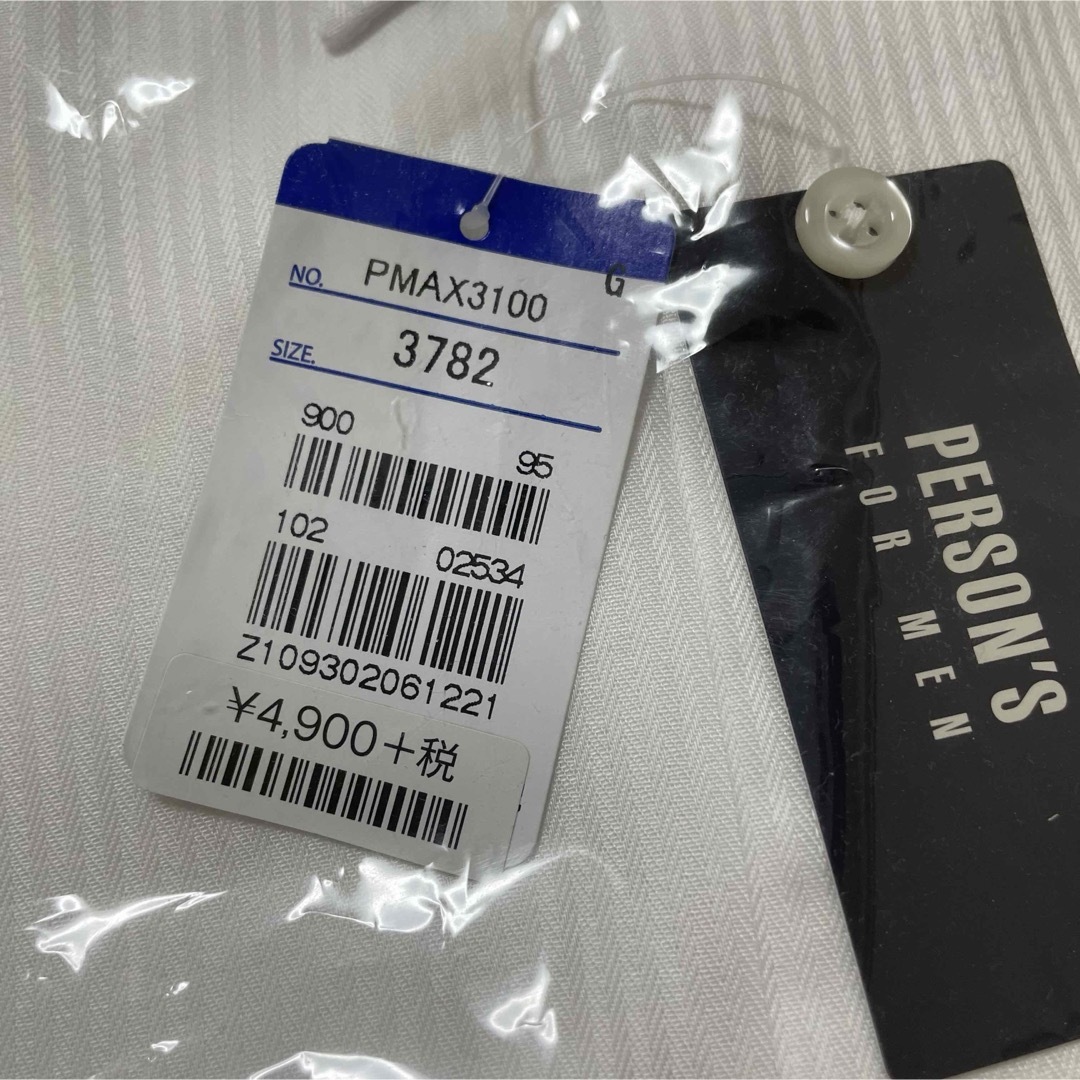 G
NO. PMAX3100
SIZE. 3782
900
95
102
02534
Z109302061221
¥4,900+税
PERSON'S
FOR MEN